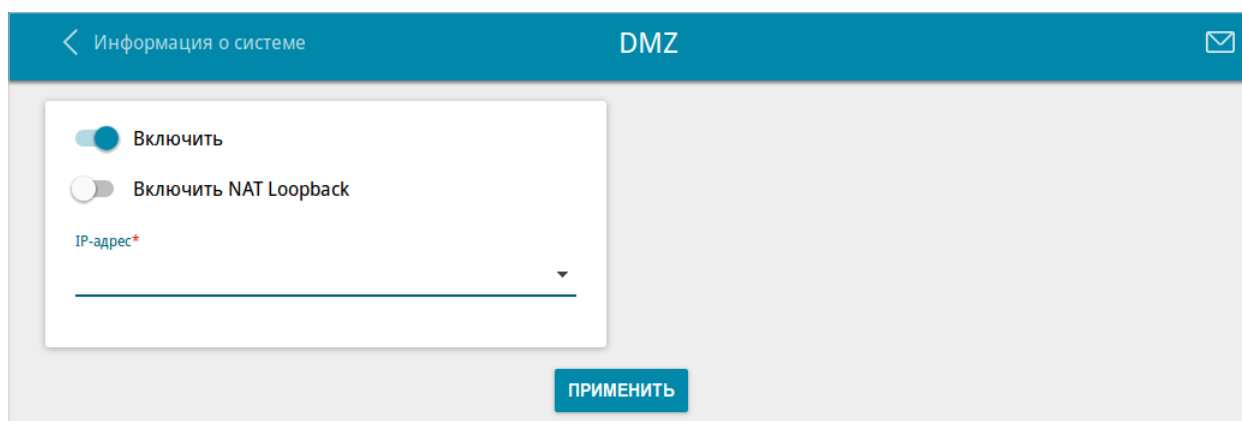 Информация о системе
DMZ
Включить
Включить NAT Loopback
IP-адрес*
ПРИМЕНИТЬ